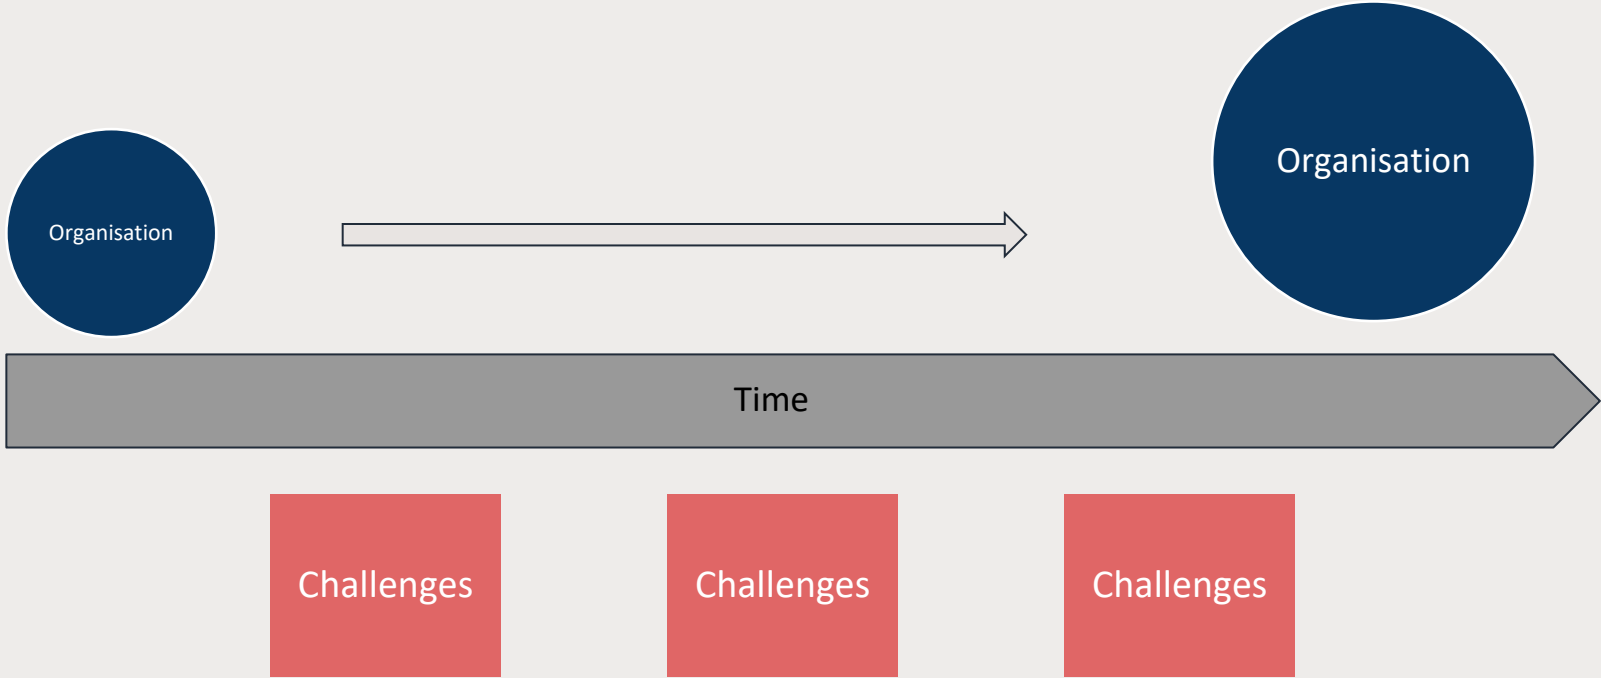 Organisation
Organisation
Time
Challenges
Challenges
Challenges